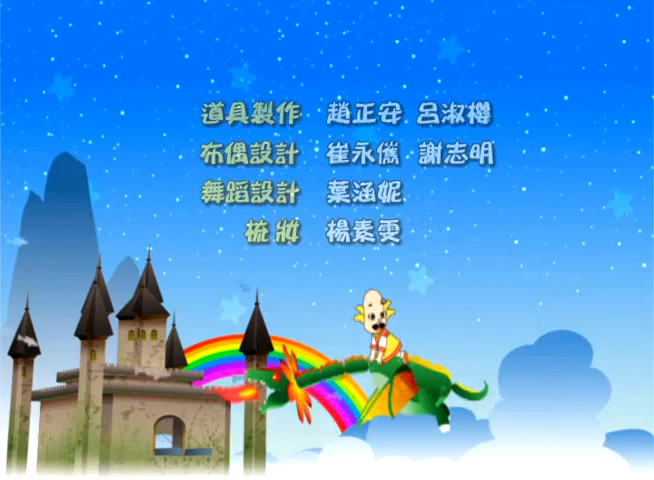 道具製作 趙正安 呂淑櫻
布偶設計 崔永儁 謝志明
舞蹈設計 葉涵妮
梳妝 楊素雯